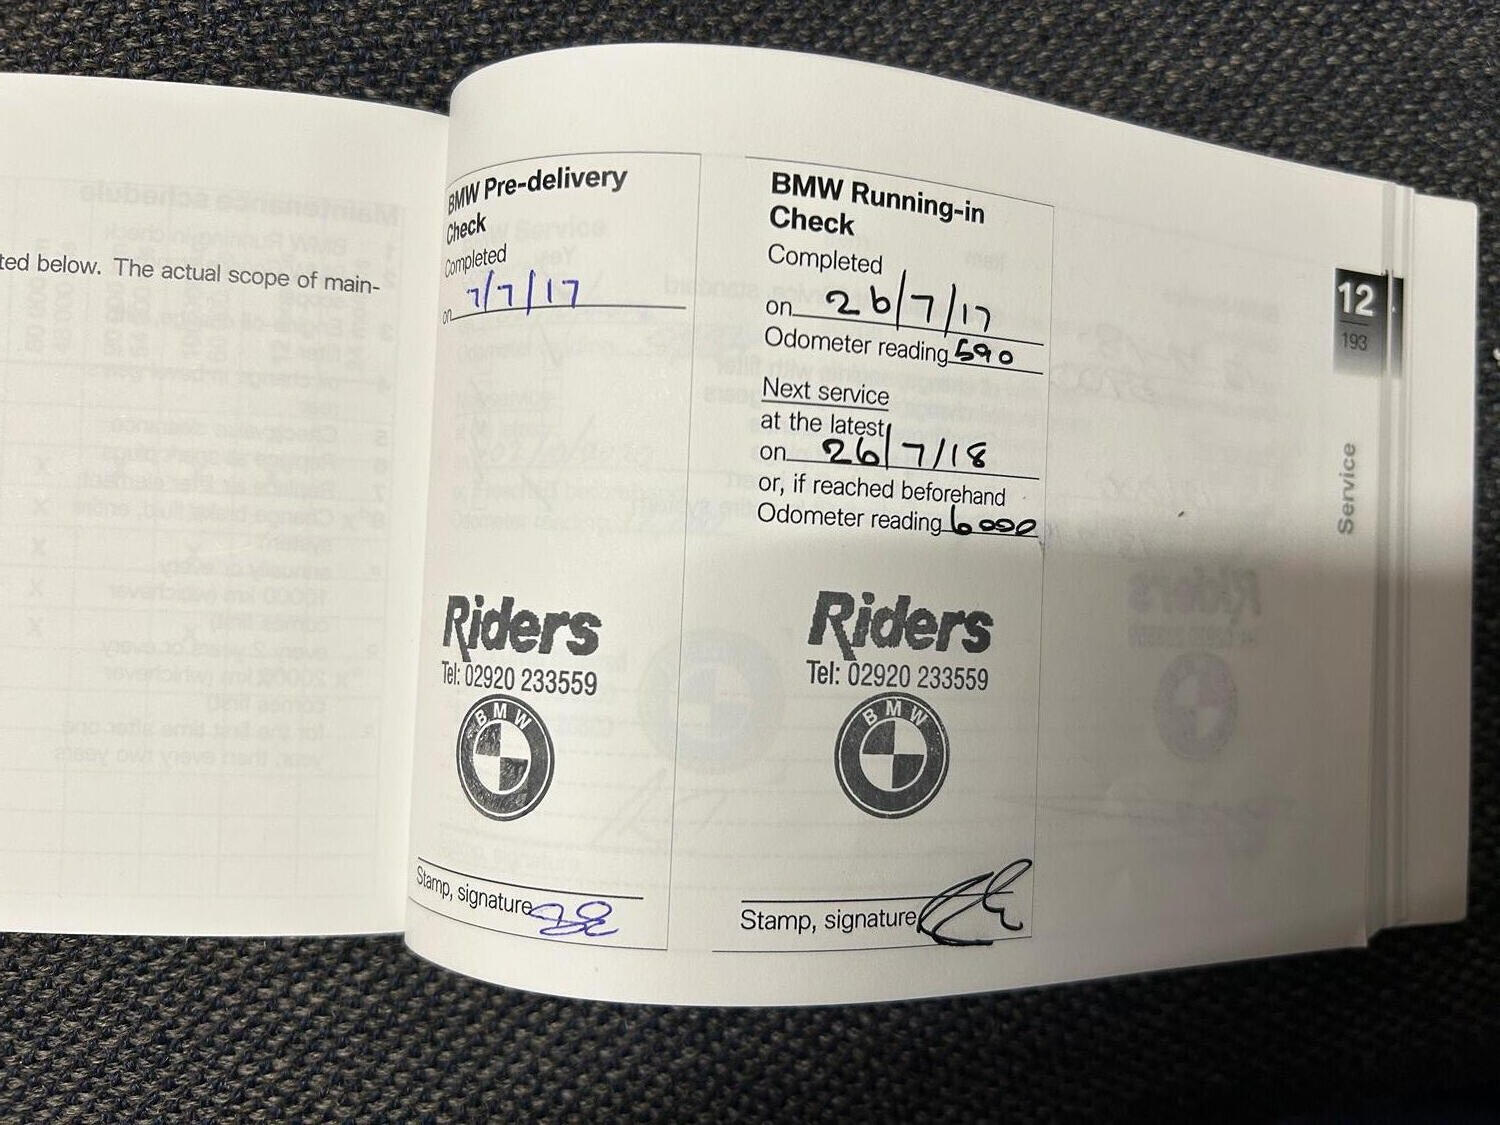 ted below. The actual scope of main-
BMW Pre-delivery
Check
Completed
on 7/7/17
Riders
Tel: 02920 233559
BMW
Stamp, signature
BMW Running-in
Check
Completed
on 26/7/17
Odometer reading 590
Next service
at the latest
on 26/7/18
or, if reached beforehand
Odometer reading 6000
Riders
Tel: 02920 233559
BMW
Stamp, signature
12
193
Service